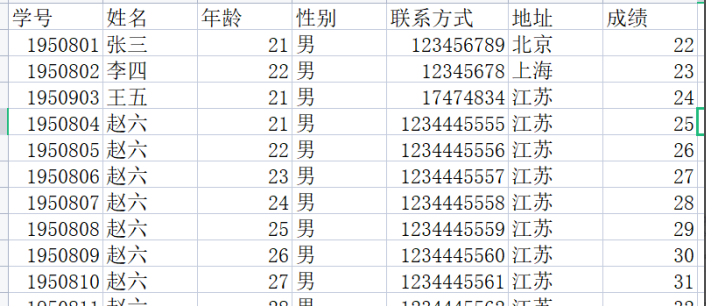 学号 姓名 年龄 性别 联系方式 地址 成绩
1950801 张三 21 男 123456789 北京 22
1950802 李四 22 男 12345678 上海 23
1950903 王五 21 男 17474834 江苏 24
1950804 赵六 21 男 1234445555 江苏 25
1950805 赵六 22 男 1234445556 江苏 26
1950806 赵六 23 男 1234445557 江苏 27
1950807 赵六 24 男 1234445558 江苏 28
1950808 赵六 25 男 1234445559 江苏 29
1950809 赵六 26 男 1234445560 江苏 30
1950810 赵六 27 男 1234445561 江苏 31